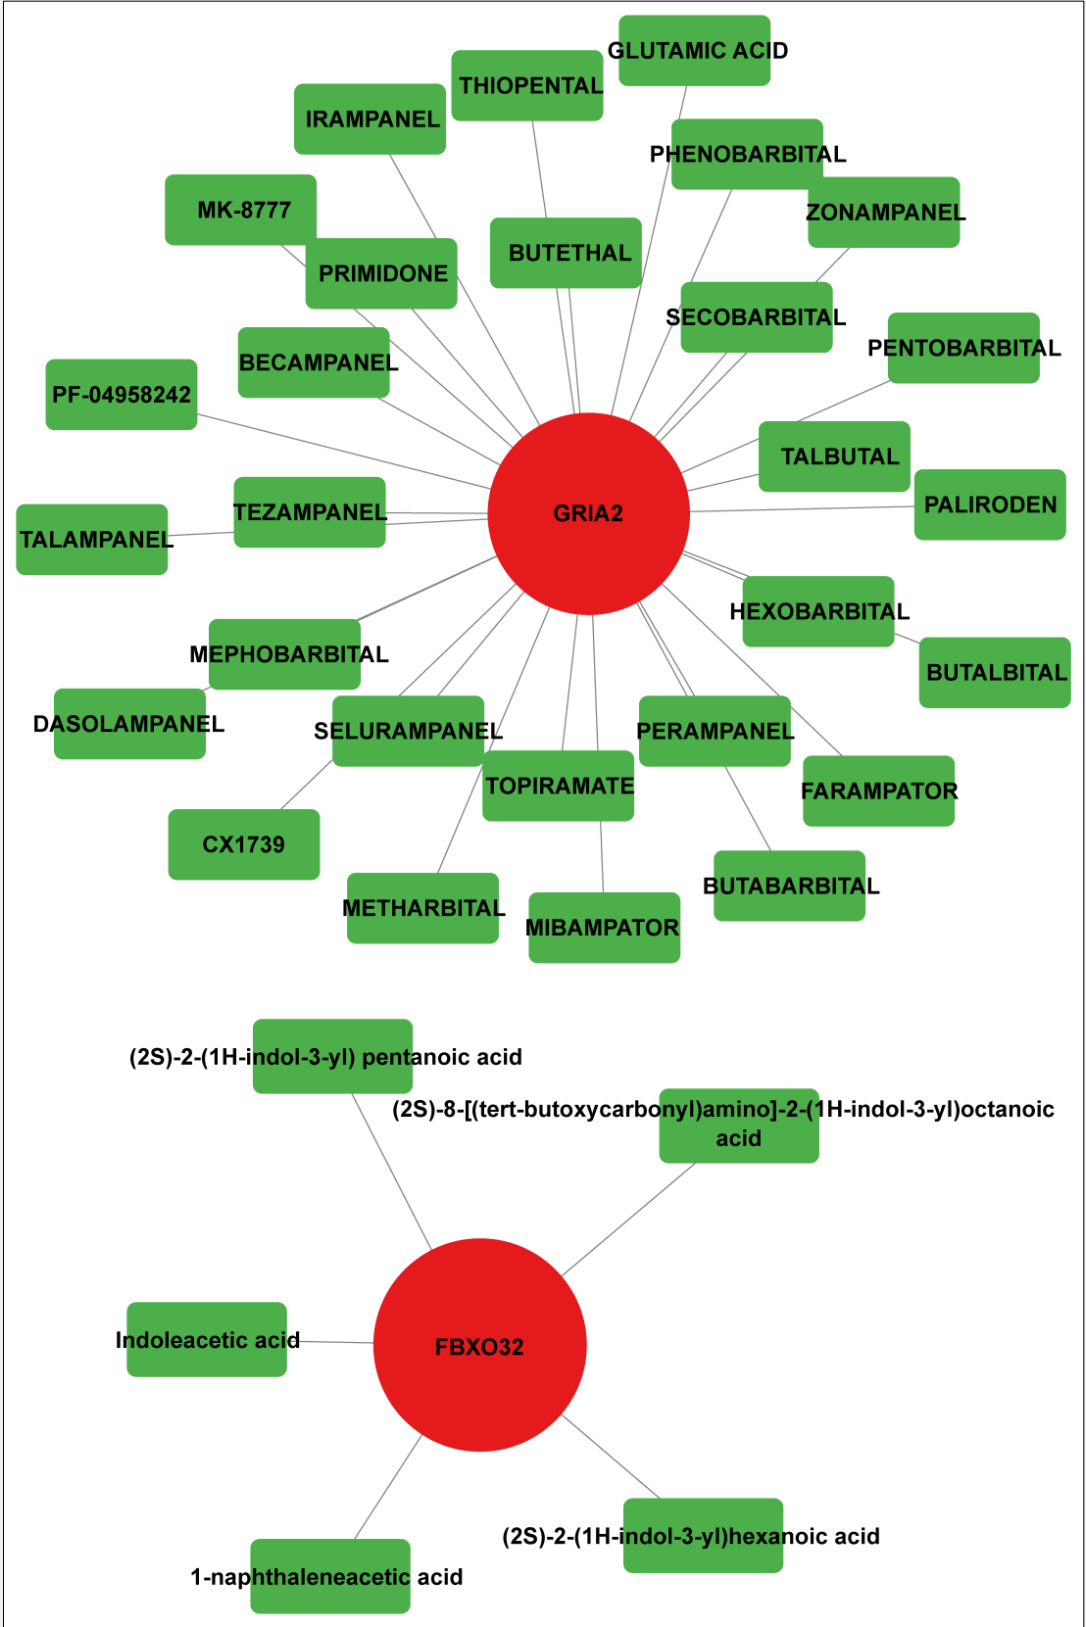 GLUTAMIC ACID
THIOPENTAL
IRAMPANEL
PHENOBARBITAL
MK-8777
ZONAMPANEL
BUTETHAL
PRIMIDONE
SECOBARBITAL
PENTOBARBITAL
BECAMPANEL
PF-04958242
TALBUTAL
PALIRODEN
TEZAMPANEL
GRIA2
TALAMPANEL
HEXOBARBITAL
MEPHOBARBITAL
BUTALBITAL
DASOLAMPANEL
SELURAMPANEL
PERAMPANEL
TOPIRAMATE
FARAMPATOR
CX1739
BUTABARBITAL
METHARBITAL
MIBAMPATOR
(2S)-2-(1H-indol-3-yl) pentanoic acid
(2S)-8-[(tert-butoxycarbonyl)amino]-2-(1H-indol-3-yl)octanoic
acid
Indoleacetic acid
FBXO32
(2S)-2-(1H-indol-3-yl)hexanoic acid
1-naphthaleneacetic acid